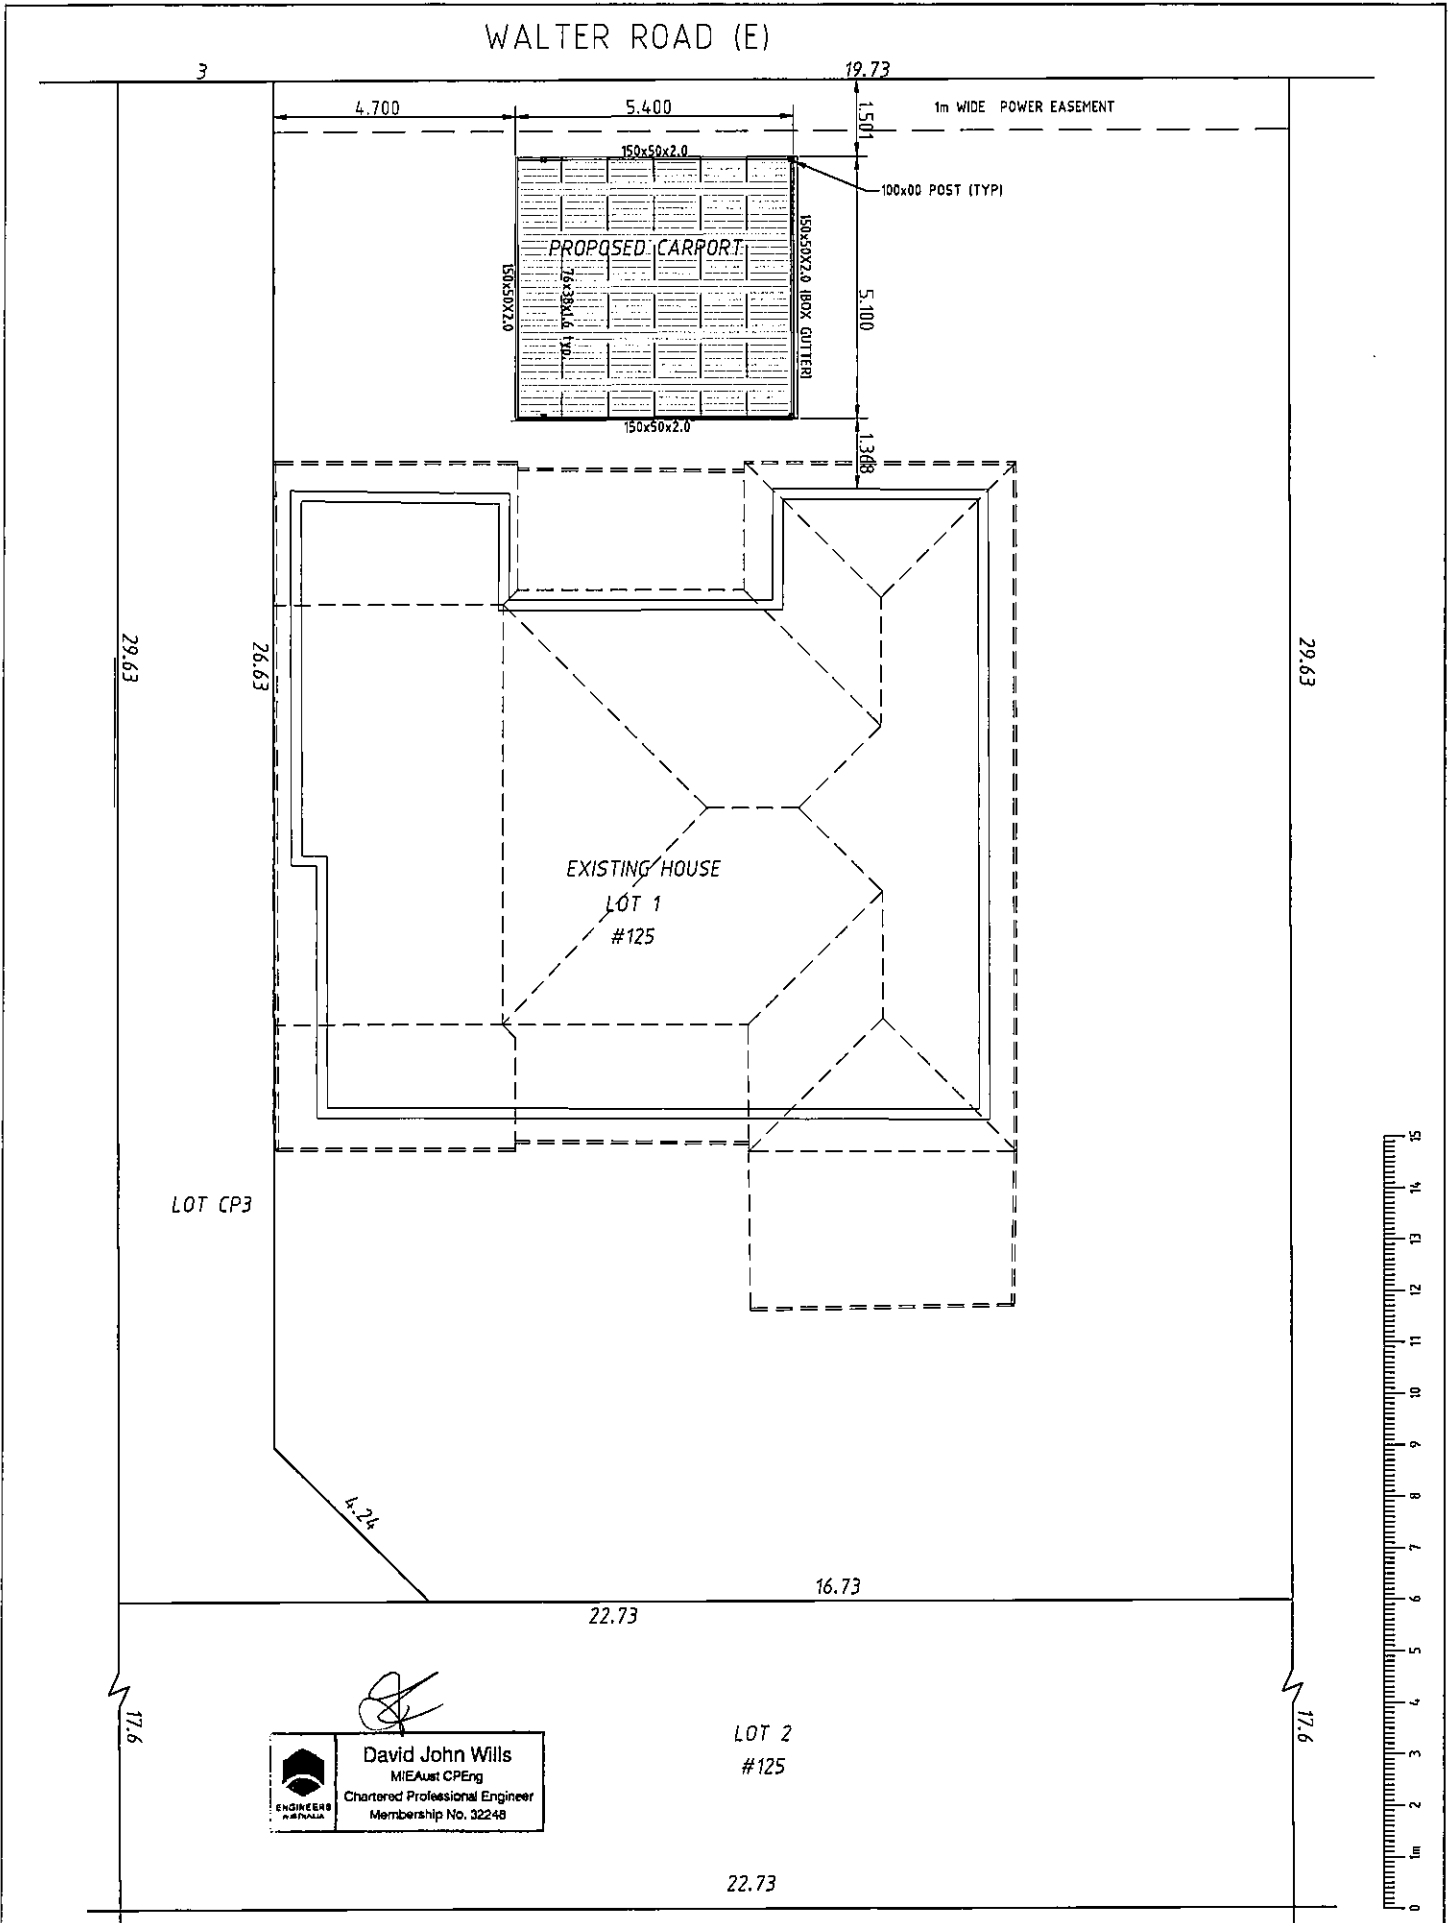 WALTER ROAD (E)
3
19.73
4.700
5.400
1.501
1m WIDE POWER EASEMENT
150x50x2.0
100x00 POST (TYP)
PROPOSED CARPORT
150x50X2.0
76x38x1.6 typ.
150x50X2.0 (BOX GUTTER)
5.100
150x50x2.0
1.368
29.63
26.63
29.63
EXISTING HOUSE
LOT 1
#125
LOT CP3
4.24
16.73
22.73
17.6
17.6
LOT 2
#125
David John Wills
MIEAust CPEng
Chartered Professional Engineer
Membership No. 32248
ENGINEERS
AUSTRALIA
22.73
15
14
13
12
11
10
9
8
7
6
5
4
3
2
1m
0